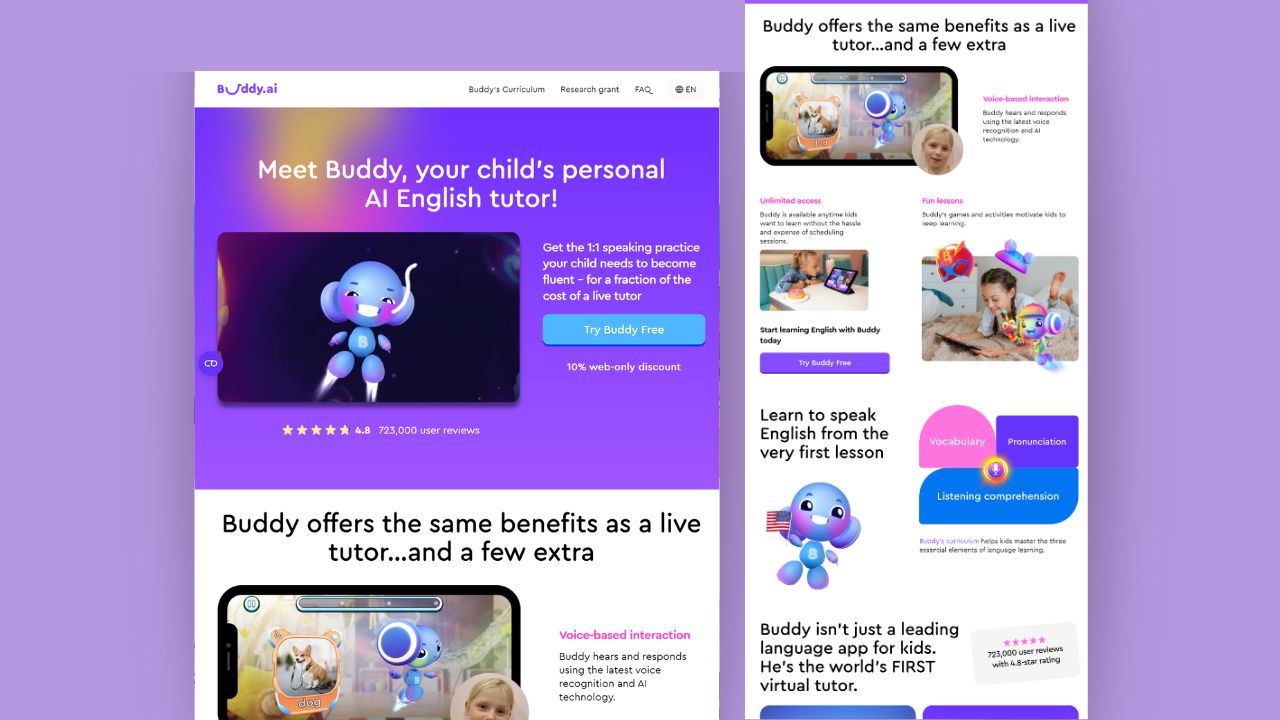 Buddy.ai
Buddy's Curriculum
Research grant
FAQ
EN
Meet Buddy, your child's personal
AI English tutor!
Get the 1:1 speaking practice
your child needs to become
fluent – for a fraction of the
cost of a live tutor
Try Buddy Free
10% web-only discount
B
4.8 723,000 user reviews
Buddy offers the same benefits as a live
tutor...and a few extra
dog
Voice-based interaction
Buddy hears and responds
using the latest voice
recognition and AI
technology.
Buddy offers the same benefits as a live
tutor...and a few extra
dog
Voice-based interaction
Buddy hears and responds
using the latest voice
recognition and AI
technology.
Unlimited access
Buddy is available anytime kids
want to learn without the hassle
and expense of scheduling
sessions.
Fun lessons
Buddy's games and activities motivate kids to
keep learning.
Start learning English with Buddy
today
Try Buddy Free
Learn to speak
English from the
very first lesson
B
Vocabulary
Pronunciation
Listening comprehension
Buddy's curriculum helps kids master the three
essential elements of language learning.
Buddy isn't just a leading
language app for kids.
He's the world's FIRST
virtual tutor.
723,000 user reviews
with 4.8-star rating